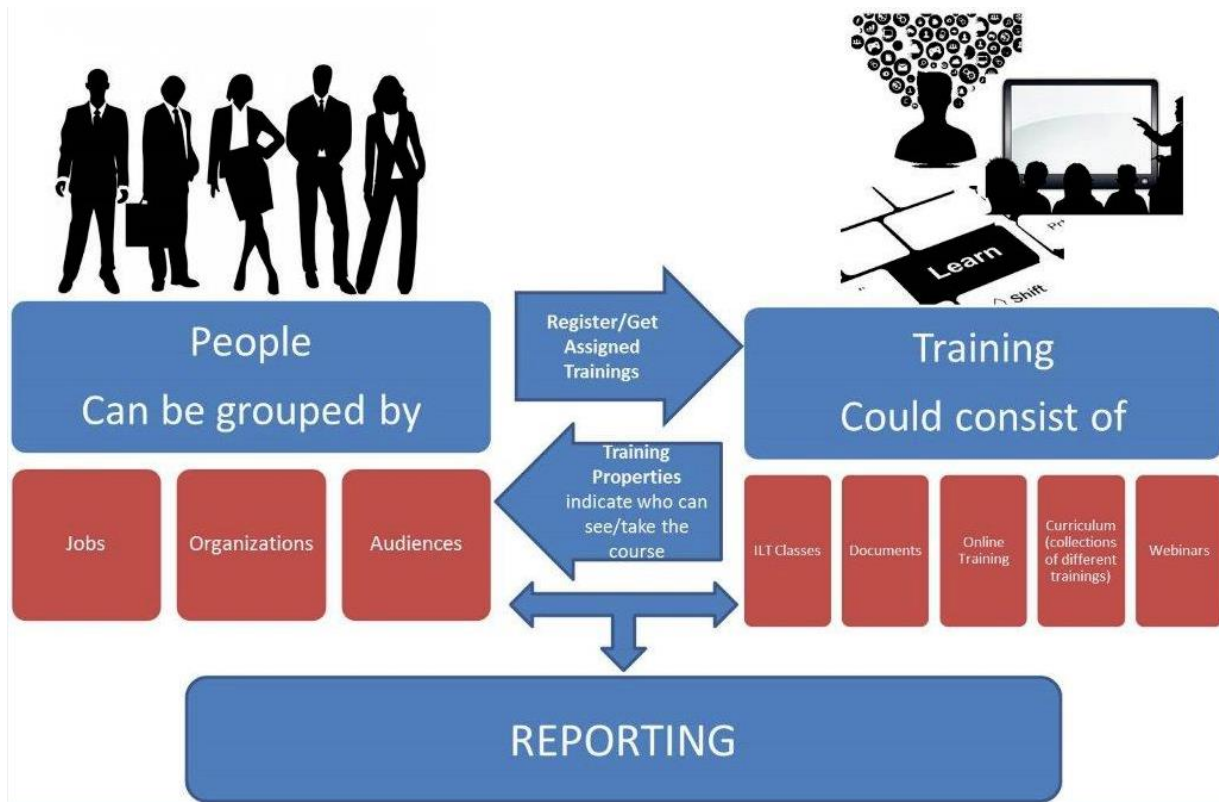 Learn
Shift
People
Can be grouped by
Register/Get
Assigned
Trainings
Training
Could consist of
Training
Properties
indicate who can
see/take the
course
Jobs
Organizations
Audiences
ILT Classes
Documents
Online
Training
Curriculum
(collections
of different
trainings)
Webinars
REPORTING